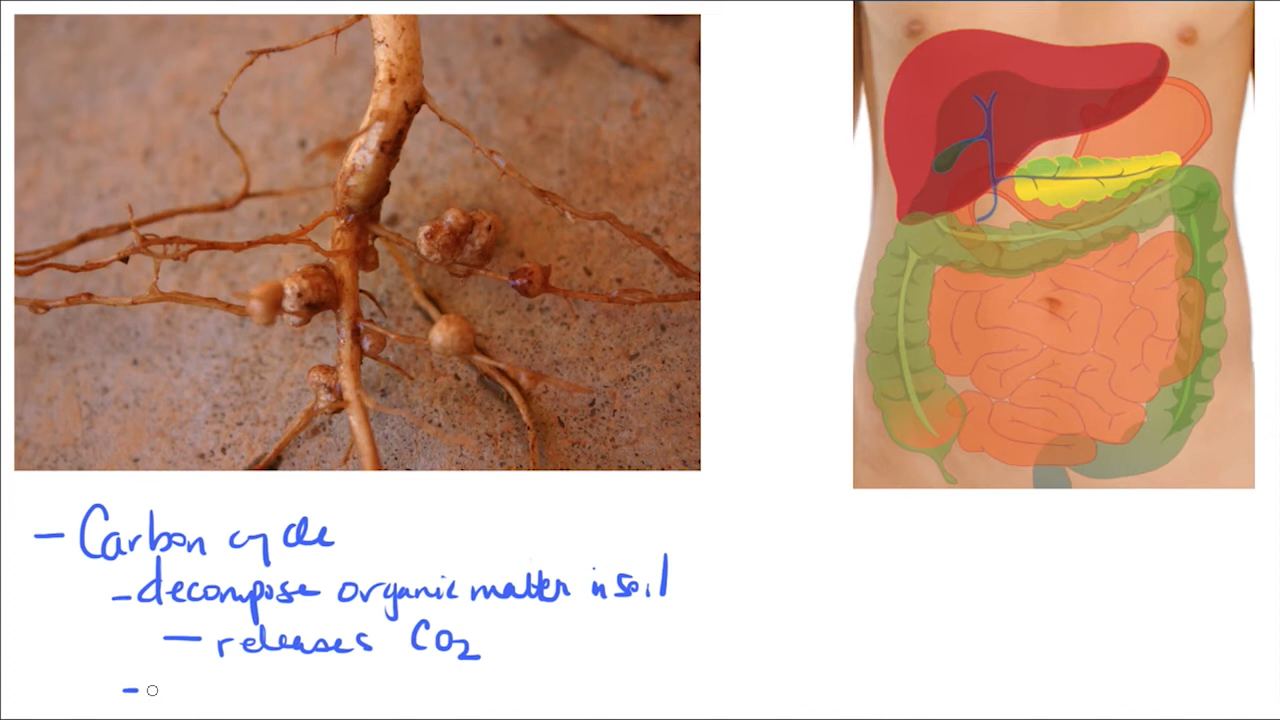 - Carbon cycle
- decompose organic matter in soil
- releases CO2
-